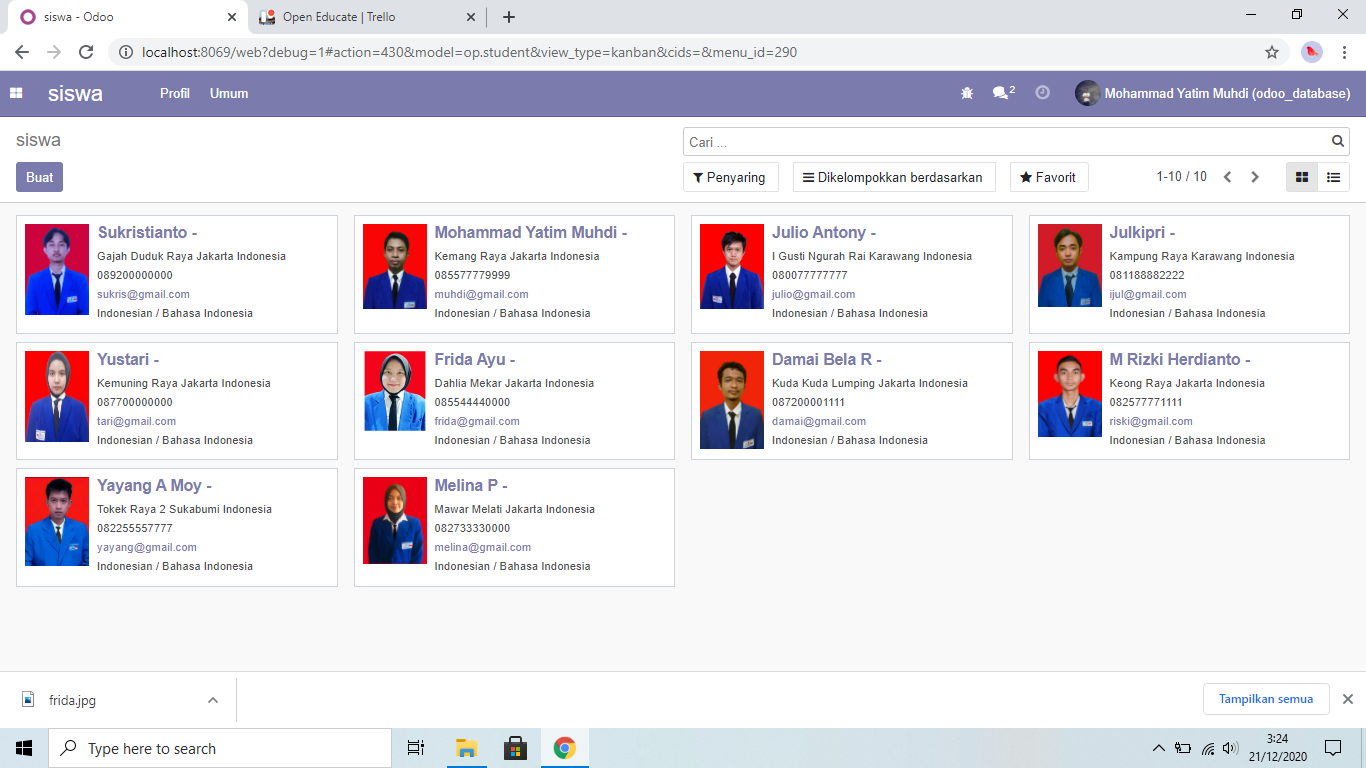 siswa - Odoo
Open Educate | Trello
localhost:8069/web?debug=1#action=430&model=op.student&view_type=kanban&cids=&menu_id=290
siswa Profil Umum 2 Mohammad Yatim Muhdi (odoo_database)
siswa
Cari ...
Buat
Penyaring Dikelompokkan berdasarkan Favorit 1-10 / 10
Sukristianto -
Gajah Duduk Raya Jakarta Indonesia
089200000000
sukris@gmail.com
Indonesian / Bahasa Indonesia
Mohammad Yatim Muhdi -
Kemang Raya Jakarta Indonesia
085577779999
muhdi@gmail.com
Indonesian / Bahasa Indonesia
Julio Antony -
I Gusti Ngurah Rai Karawang Indonesia
080077777777
julio@gmail.com
Indonesian / Bahasa Indonesia
Julkipri -
Kampung Raya Karawang Indonesia
081188882222
ijul@gmail.com
Indonesian / Bahasa Indonesia
Yustari -
Kemuning Raya Jakarta Indonesia
087700000000
tari@gmail.com
Indonesian / Bahasa Indonesia
Frida Ayu -
Dahlia Mekar Jakarta Indonesia
085544440000
frida@gmail.com
Indonesian / Bahasa Indonesia
Damai Bela R -
Kuda Kuda Lumping Jakarta Indonesia
087200001111
damai@gmail.com
Indonesian / Bahasa Indonesia
M Rizki Herdianto -
Keong Raya Jakarta Indonesia
082577771111
riski@gmail.com
Indonesian / Bahasa Indonesia
Yayang A Moy -
Tokek Raya 2 Sukabumi Indonesia
082255557777
yayang@gmail.com
Indonesian / Bahasa Indonesia
Melina P -
Mawar Melati Jakarta Indonesia
082733330000
melina@gmail.com
Indonesian / Bahasa Indonesia
frida.jpg
Tampilkan semua
Type here to search
3:24
21/12/2020